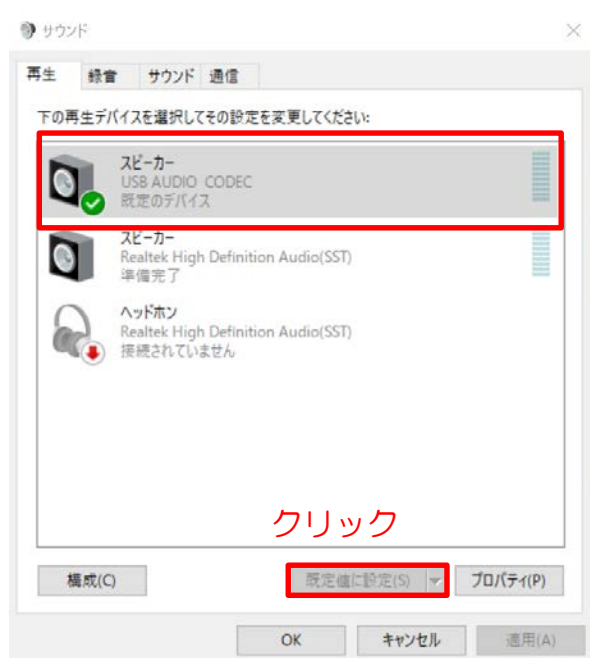 サウンド
再生 録音 サウンド 通信
下の再生デバイスを選択してその設定を変更してください:
スピーカー
USB AUDIO CODEC
既定のデバイス
スピーカー
Realtek High Definition Audio(SST)
準備完了
ヘッドホン
Realtek High Definition Audio(SST)
接続されていません
クリック
構成(C) 既定値に設定(S) プロパティ(P)
OK キャンセル 適用(A)